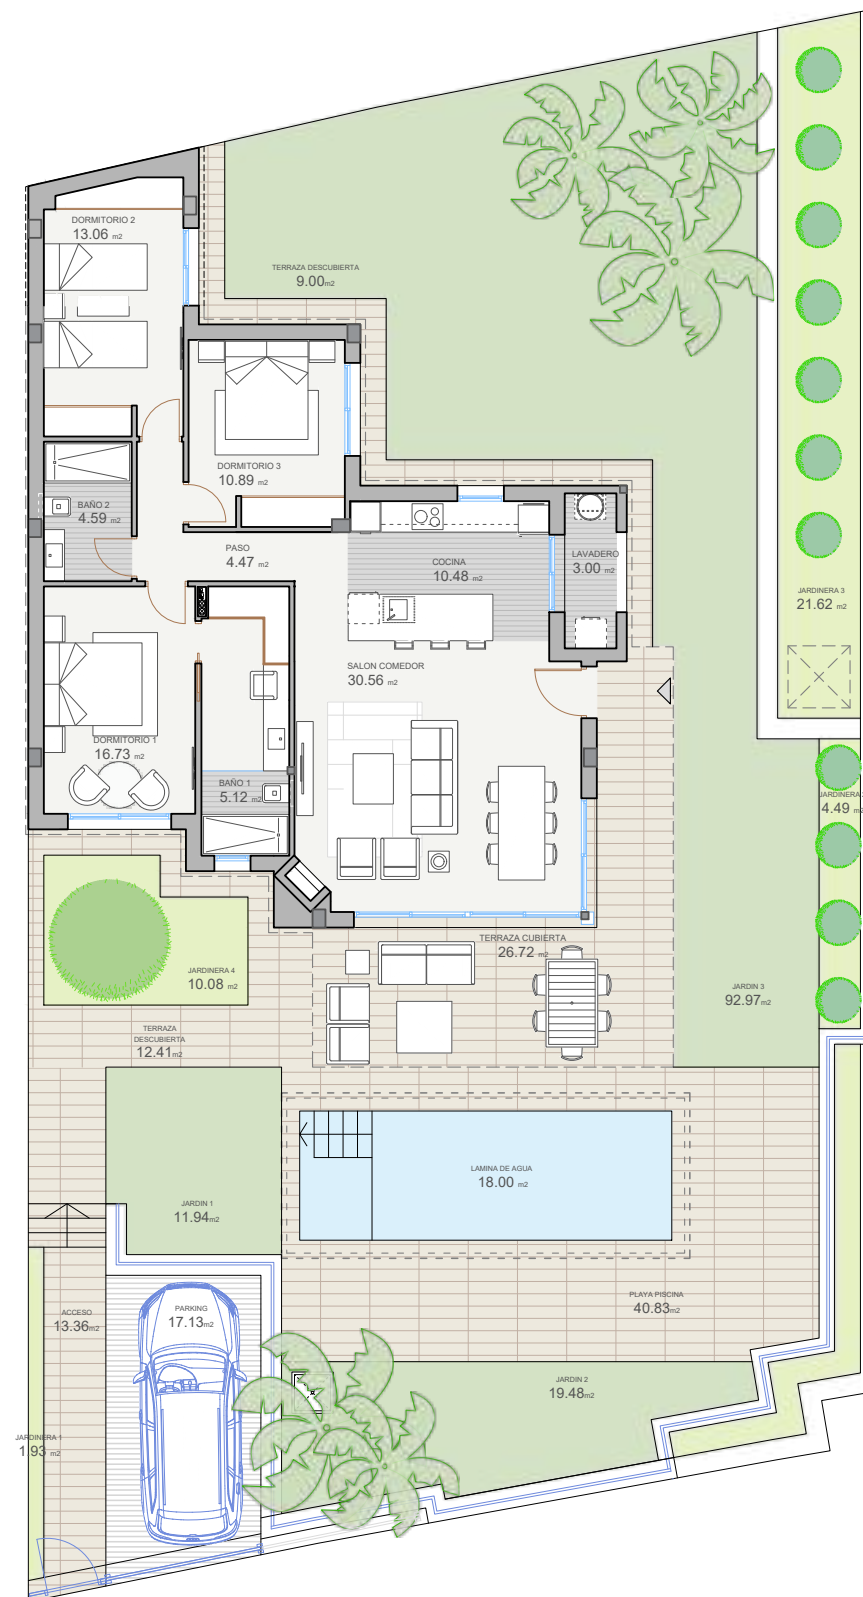 DORMITORIO 2
13.06 m2
TERRAZA DESCUBIERTA
9.00m2
DORMITORIO 3
10.89 m2
BAÑO 2
4.59 m2
PASO
4.47 m2
COCINA
10.48 m2
LAVADERO
3.00 m2
JARDINERA 3
21.62 m2
SALON COMEDOR
30.56 m2
DORMITORIO 1
16.73 m2
BAÑO 1
5.12 m2
JARDINERA
4.49 m2
TERRAZA CUBIERTA
26.72 m2
JARDINERA 4
10.08 m2
JARDIN 3
92.97m2
TERRAZA
DESCUBIERTA
12.41m2
LAMINA DE AGUA
18.00 m2
JARDIN 1
11.94m2
PLAYA PISCINA
40.83m2
ACCESO
13.36m2
PARKING
17.13m2
JARDIN 2
19.48m2
JARDINERA 1
1.93 m2